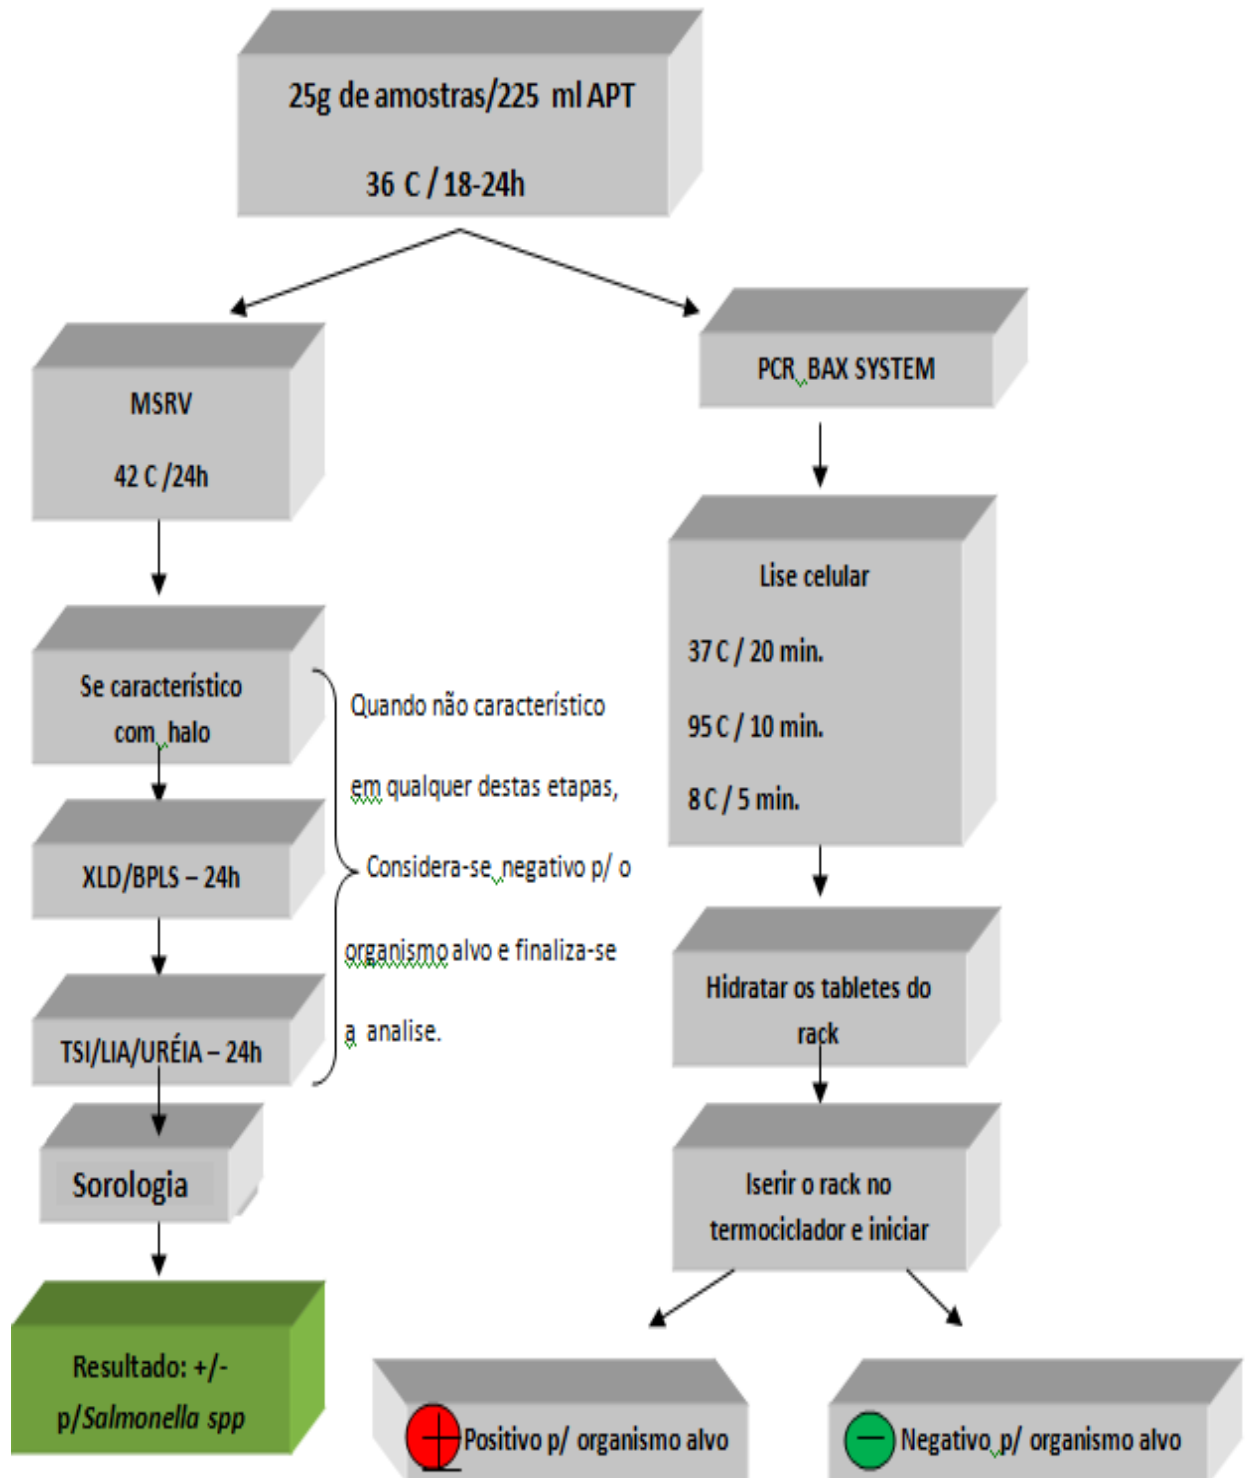 25g de amostras/225 ml APT
36 C / 18-24h
MSRV
42 C /24h
Se característico
com halo
XLD/BPLS – 24h
TSI/LIA/URÉIA – 24h
Sorologia
Resultado: +/-
p/Salmonella spp
Quando não característico
em qualquer destas etapas,
Considera-se negativo p/ o
organismo alvo e finaliza-se
a analise.
PCR BAX SYSTEM
Lise celular
37 C / 20 min.
95 C / 10 min.
8 C / 5 min.
Hidratar os tabletes do
rack
Iserir o rack no
termociclador e iniciar
Positivo p/ organismo alvo
Negativo p/ organismo alvo